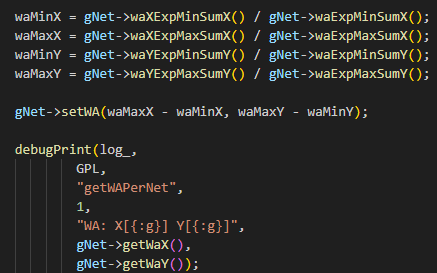 waMinX = gNet->waXExpMinSumX() / gNet->waExpMinSumX();
waMaxX = gNet->waXExpMaxSumX() / gNet->waExpMaxSumX();
waMinY = gNet->waYExpMinSumY() / gNet->waExpMinSumY();
waMaxY = gNet->waYExpMaxSumY() / gNet->waExpMaxSumY();
gNet->setWA(waMaxX - waMinX, waMaxY - waMinY);
debugPrint(log_,
GPL,
"getWAPerNet",
1,
"WA: X[{:g}] Y[{:g}]",
gNet->getWaX(),
gNet->getWaY());